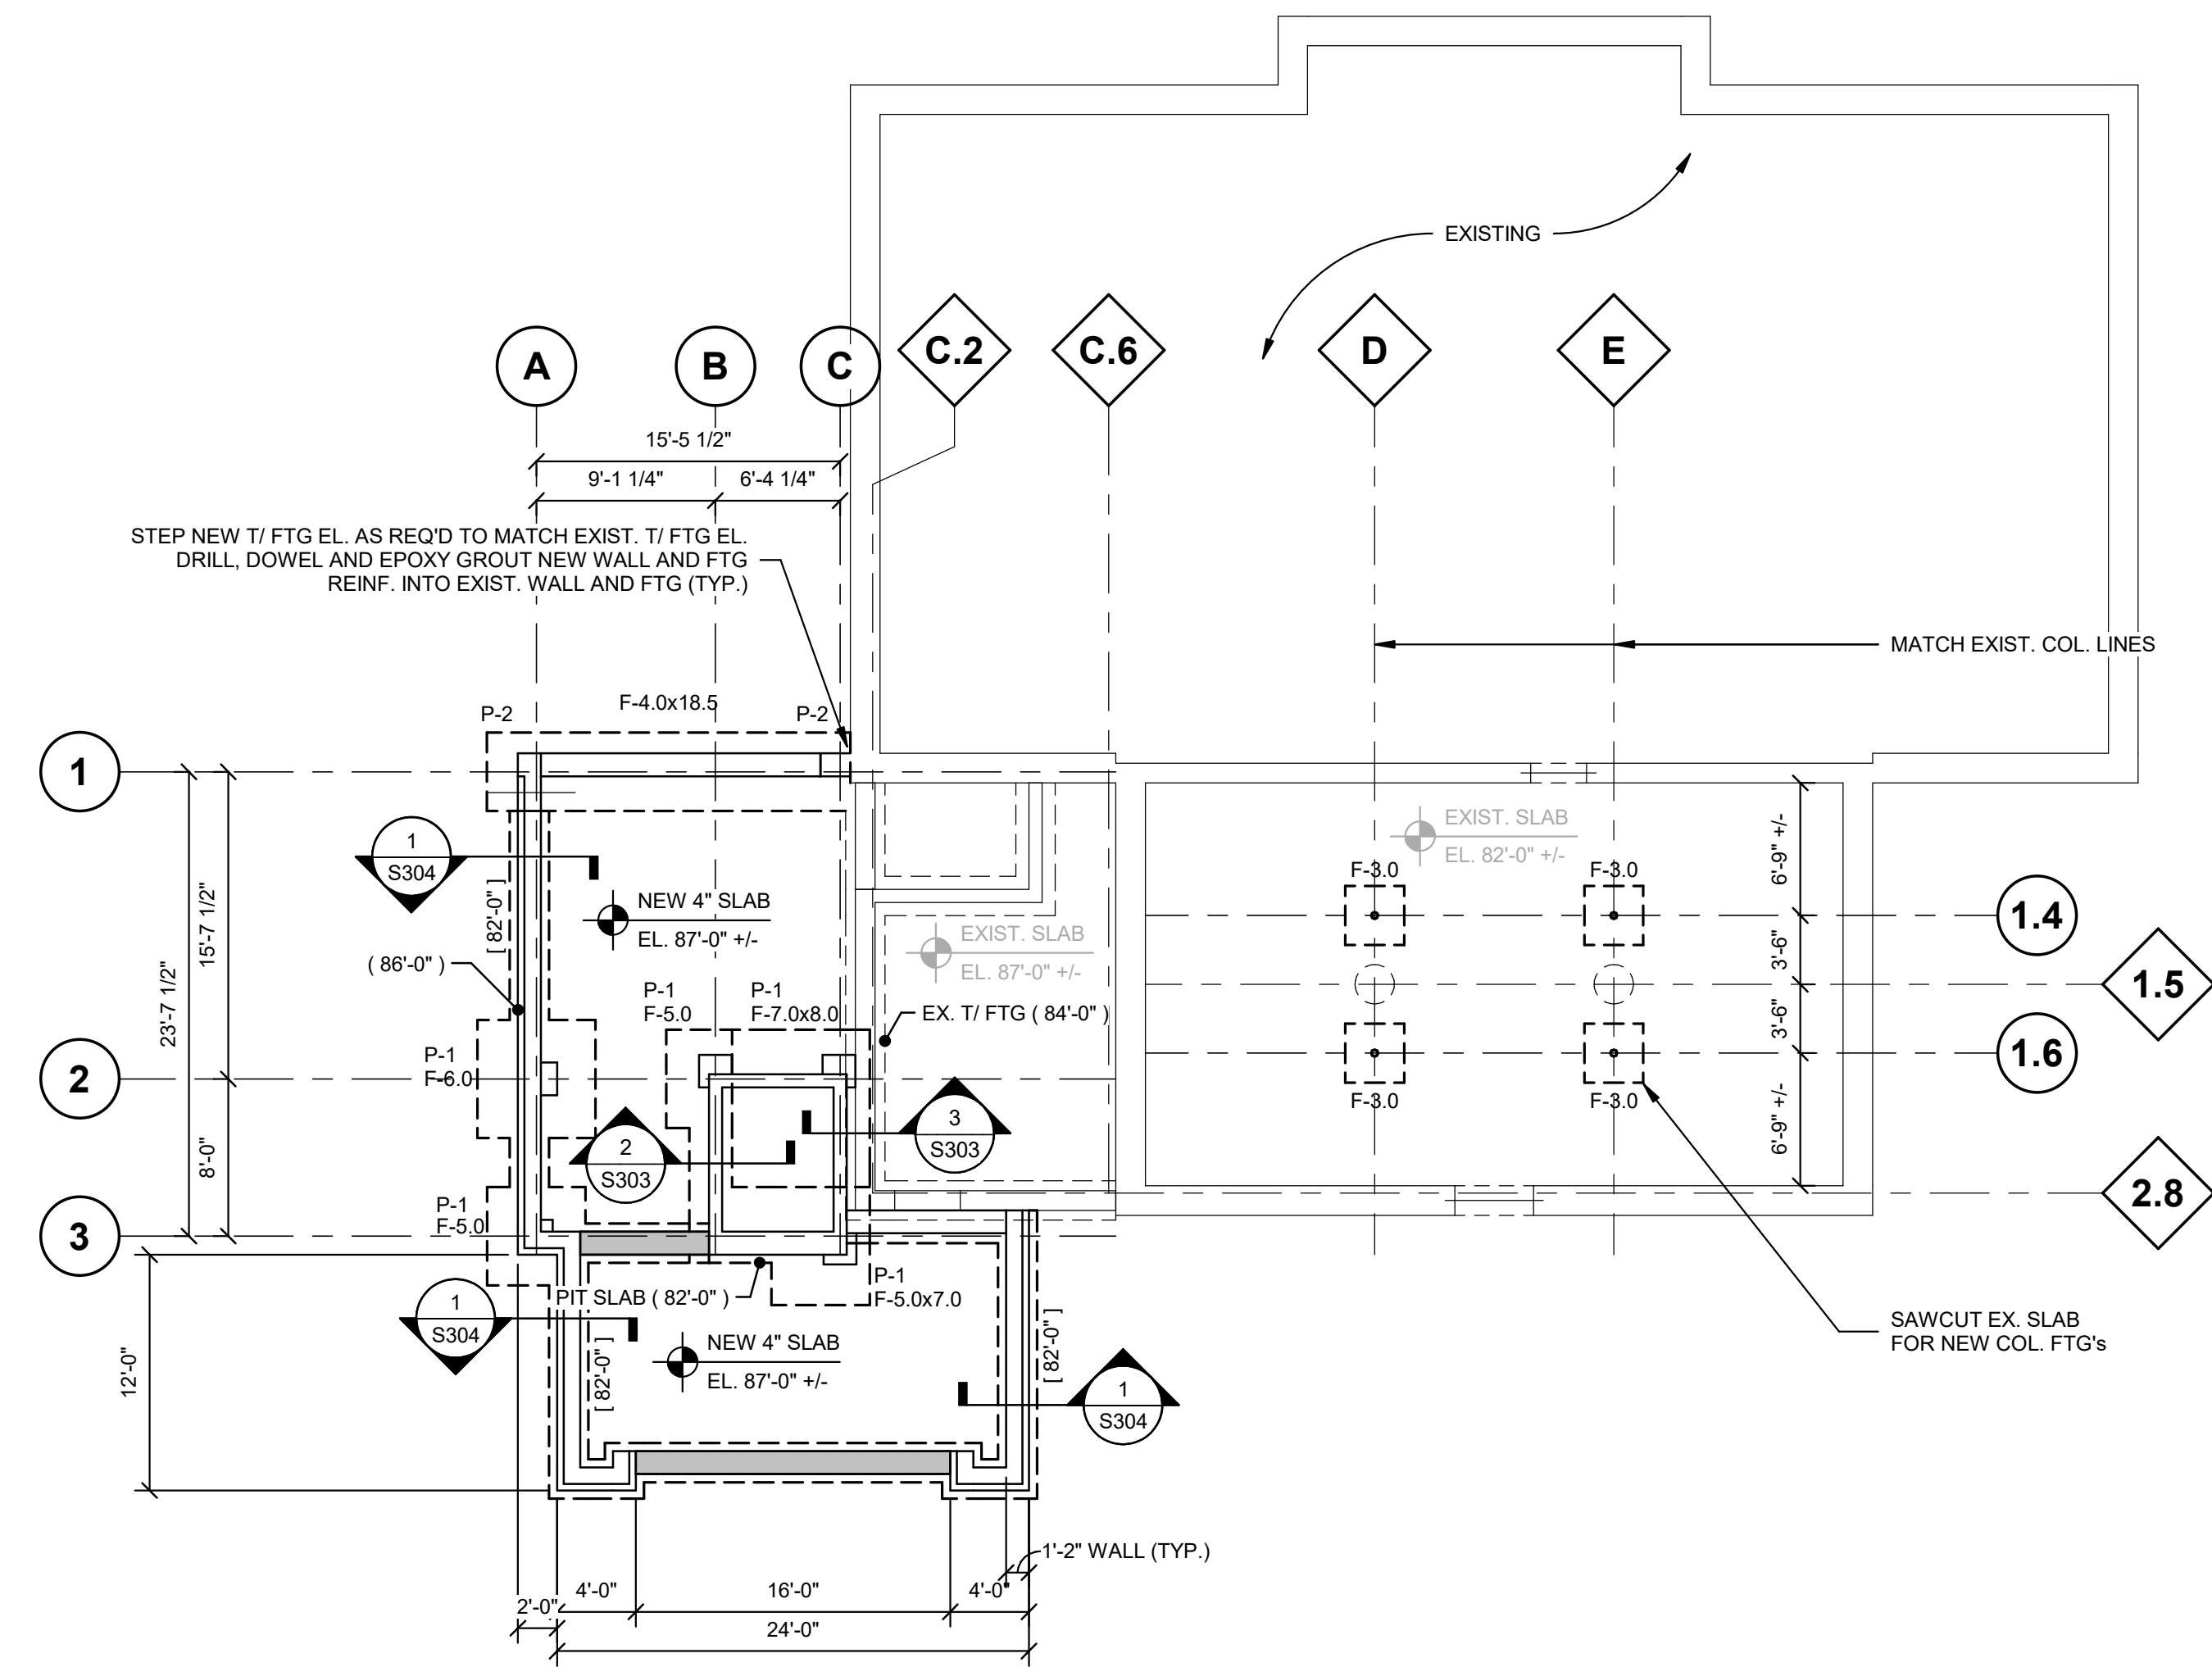 EXISTING
A
B
C
C.2
C.6
D
E
15'-5 1/2"
9'-1 1/4"
6'-4 1/4"
STEP NEW T/ FTG EL. AS REQ'D TO MATCH EXIST. T/ FTG EL.
DRILL, DOWEL AND EPOXY GROUT NEW WALL AND FTG
REINF. INTO EXIST. WALL AND FTG (TYP.)
MATCH EXIST. COL. LINES
P-2
F-4.0x18.5
P-2
1
1
S304
[ 82'-0" ]
15'-7 1/2"
23'-7 1/2"
8'-0"
NEW 4" SLAB
EL. 87'-0" +/-
( 86'-0" )
EXIST. SLAB
EL. 87'-0" +/-
EXIST. SLAB
EL. 82'-0" +/-
6'-9" +/-
3'-6"
3'-6"
6'-9" +/-
F-3.0
F-3.0
1.4
1.5
1.6
2.8
F-3.0
F-3.0
P-1
F-5.0
P-1
F-7.0x8.0
EX. T/ FTG ( 84'-0" )
P-1
F-6.0
2
2
S303
3
S303
P-1
F-5.0
3
PIT SLAB ( 82'-0" )
P-1
F-5.0x7.0
1
S304
[ 82'-0" ]
NEW 4" SLAB
EL. 87'-0" +/-
[ 82'-0" ]
1
S304
SAWCUT EX. SLAB
FOR NEW COL. FTG's
12'-0"
1'-2" WALL (TYP.)
2'-0"
4'-0"
16'-0"
4'-0"
24'-0"